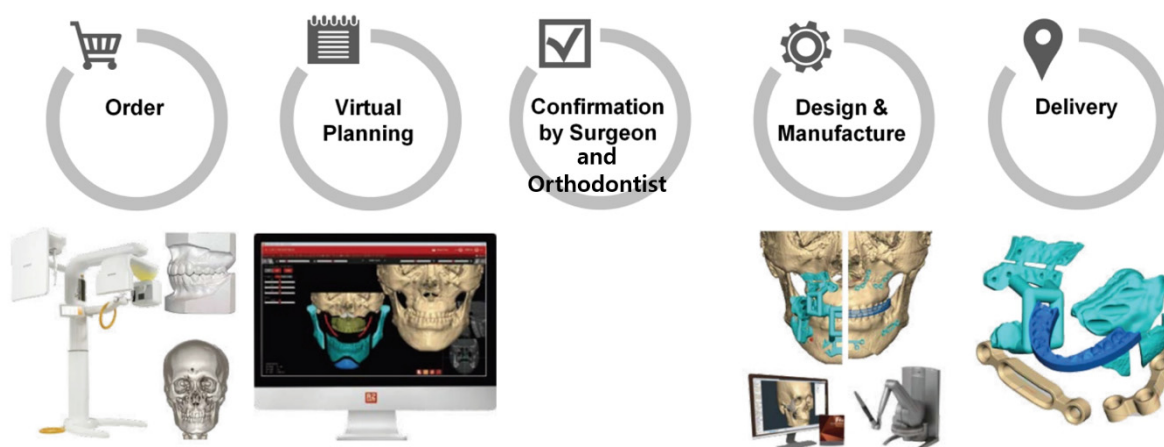 Order
Virtual
Planning
Confirmation
by Surgeon
and
Orthodontist
Design &
Manufacture
Delivery